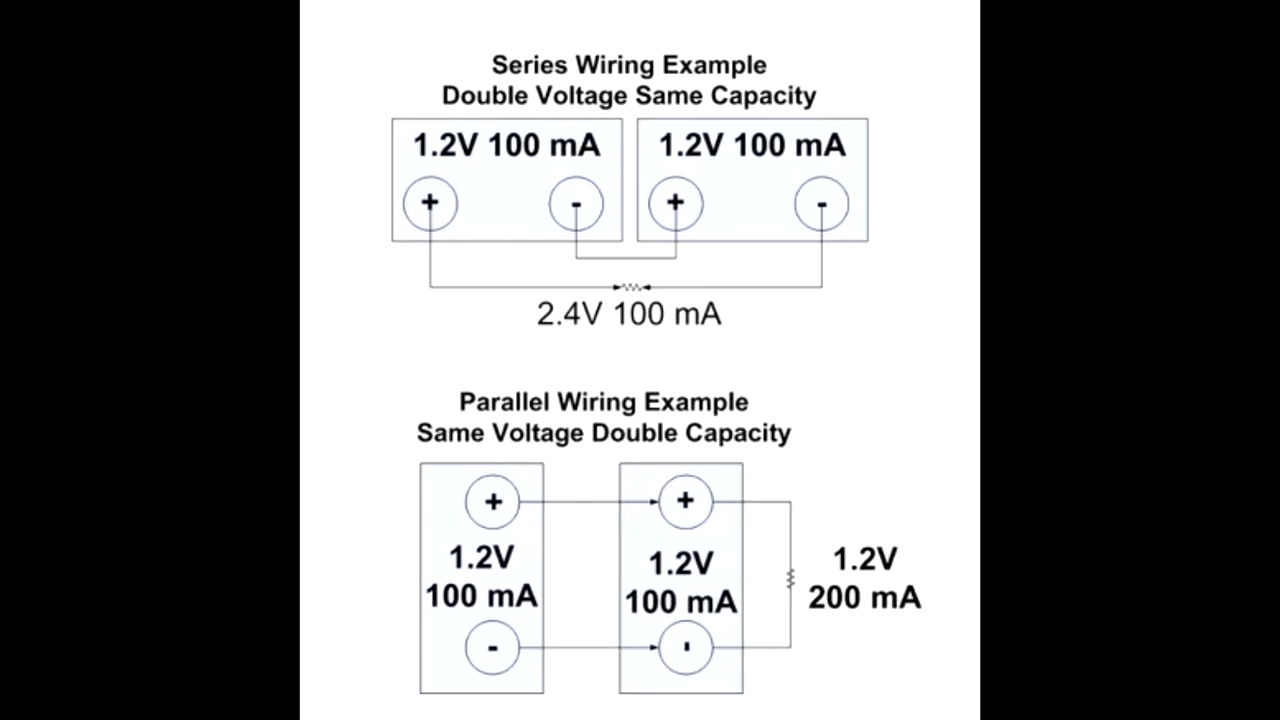 Series Wiring Example
Double Voltage Same Capacity
1.2V 100 mA
1.2V 100 mA
+
-
+
-
2.4V 100 mA
Parallel Wiring Example
Same Voltage Double Capacity
+
+
1.2V
100 mA
1.2V
100 mA
1.2V
200 mA
-
-